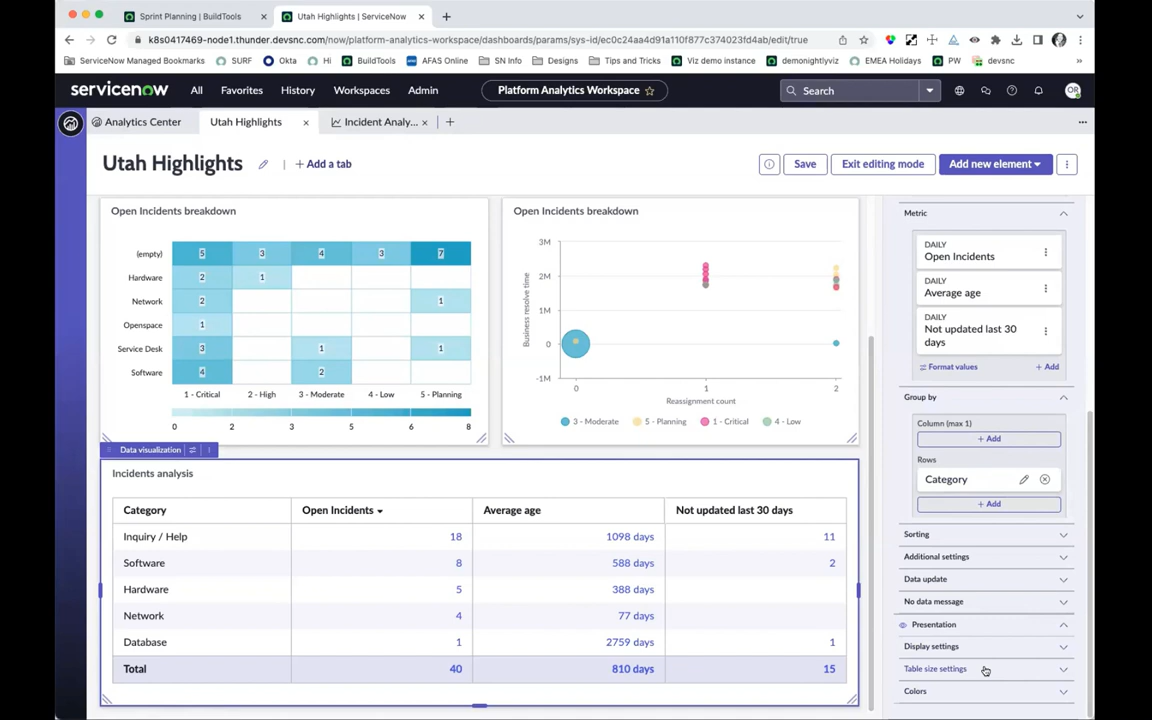 Sprint Planning | BuildTools
Utah Highlights | ServiceNow
k8s0417469-node1.thunder.devsnc.com/now/platform-analytics-workspace/dashboards/params/sys-id/ec0c24aa4d91a110f877c374023fd4ab/edit/true
ServiceNow Managed Bookmarks SURF Okta Hi BuildTools AFAS Online SN Info Designs Tips and Tricks Viz demo instance demonightlyviz EMEA Holidays PW devsnc
servicenow All Favorites History Workspaces Admin Platform Analytics Workspace Search OR
Analytics Center Utah Highlights Incident Analy...
Utah Highlights + Add a tab Save Exit editing mode Add new element
Open Incidents breakdown
(empty) 5 3 4 3 7
Hardware 2 1
Network 2 1
Openspace 1
Service Desk 3 1 1
Software 4 2
1 - Critical 2 - High 3 - Moderate 4 - Low 5 - Planning
0 2 3 5 6 8
Open Incidents breakdown
3M
2M
1M
0
-1M
Business resolve time
0 1 2
Reassignment count
3 - Moderate 5 - Planning 1 - Critical 4 - Low
Data visualization
Incidents analysis
Category Open Incidents Average age Not updated last 30 days
Inquiry / Help 18 1098 days 11
Software 8 588 days 2
Hardware 5 388 days
Network 4 77 days
Database 1 2759 days 1
Total 40 810 days 15
Metric
DAILY
Open Incidents
DAILY
Average age
DAILY
Not updated last 30
days
Format values + Add
Group by
Column (max 1)
+ Add
Rows
Category
+ Add
Sorting
Additional settings
Data update
No data message
Presentation
Display settings
Table size settings
Colors